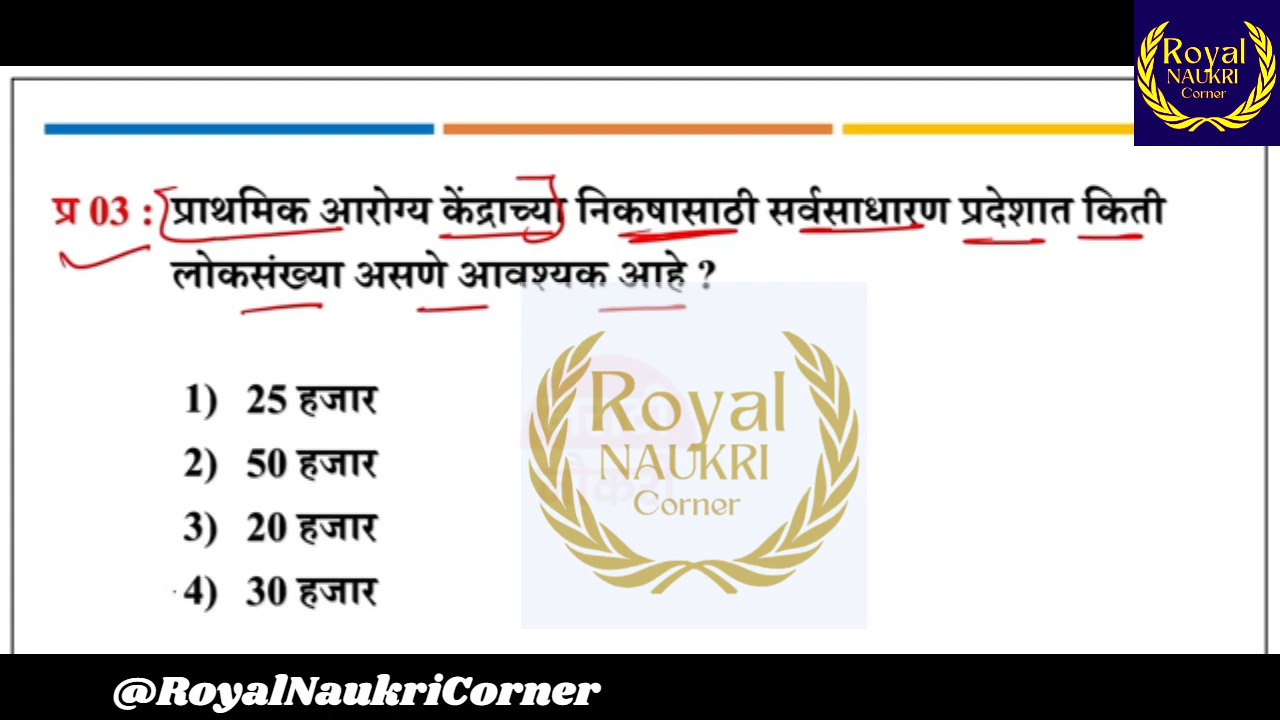 Royal
NAUKRI
Corner
प्र 03 : प्राथमिक आरोग्य केंद्राच्या निकषासाठी सर्वसाधारण प्रदेशात किती
लोकसंख्या असणे आवश्यक आहे ?
1) 25 हजार
2) 50 हजार
3) 20 हजार
4) 30 हजार
Royal
NAUKRI
Corner
@RoyalNaukriCorner